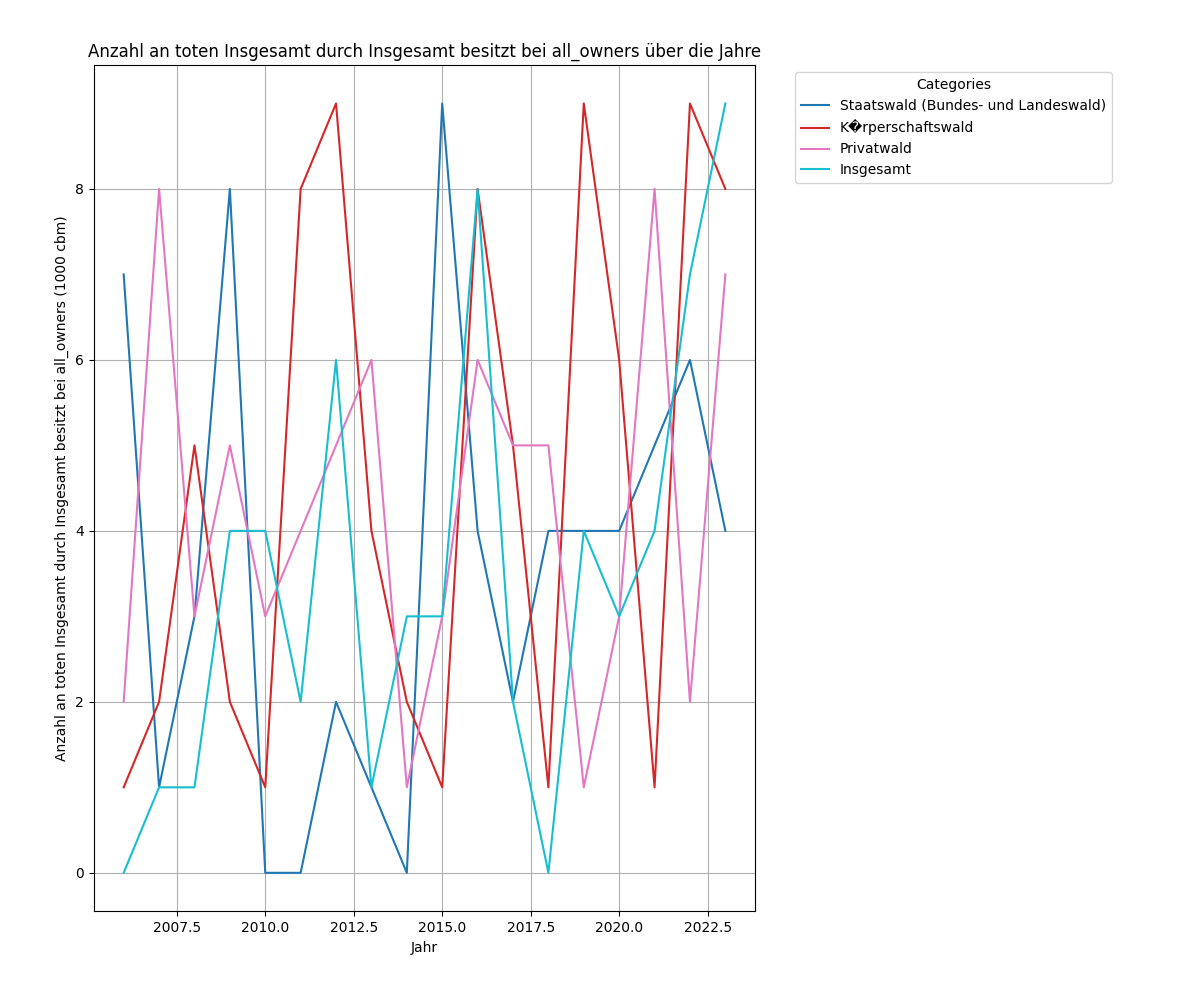 Anzahl an toten Insgesamt durch Insgesamt besitzt bei all_owners über die Jahre
Categories
Staatswald (Bundes- und Landeswald)
K�rperschaftswald
Privatwald
Insgesamt
Anzahl an toten Insgesamt durch Insgesamt besitzt bei all_owners (1000 cbm)
8
6
4
2
0
2007.5 2010.0 2012.5 2015.0 2017.5 2020.0 2022.5
Jahr